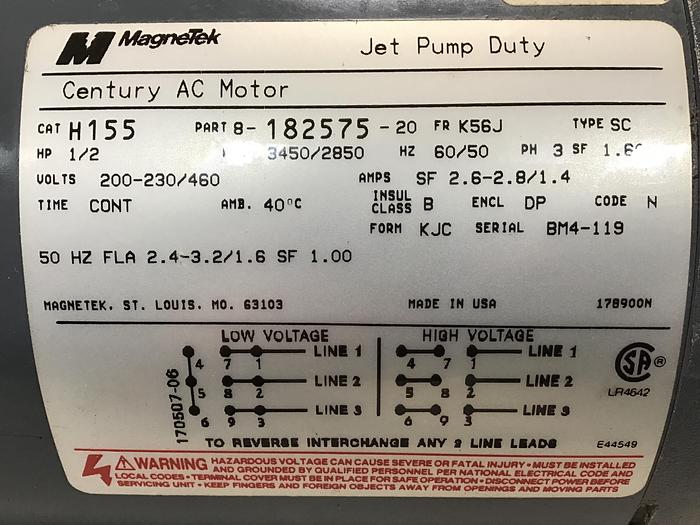 MagneTek
Jet Pump Duty
Century AC Motor
CAT H155 PART 8-182575-20 FR K56J TYPE SC
HP 1/2 3450/2850 HZ 60/50 PH 3 SF
VOLTS 200-230/460 AMPS SF 2.6-2.8/1.4
TIME CONT AMB. 40°C INSUL CLASS B ENCL DP CODE N
FORM KJC SERIAL BM4-119
50 HZ FLA 2.4-3.2/1.6 SF 1.00
MAGNETEK, ST. LOUIS, MO. 63103 MADE IN USA 178900N
LOW VOLTAGE HIGH VOLTAGE
LINE 1 LINE 1
4 7 1 4 7 1
LINE 2 LINE 2
5 8 2 5 8 2
LINE 3 LINE 3
6 9 3 6 9 3
170507-06
SA ®
LR4642
TO REVERSE INTERCHANGE ANY 2 LINE LEADS E44549
WARNING HAZARDOUS VOLTAGE CAN CAUSE SEVERE OR FATAL INJURY • MUST BE INSTALLED
AND GROUNDED BY QUALIFIED PERSONNEL PER NATIONAL ELECTRICAL CODE AND
LOCAL CODES • TERMINAL COVER MUST BE IN PLACE FOR SAFE OPERATION • DISCONNECT POWER BEFORE
SERVICING UNIT • KEEP FINGERS AND FOREIGN OBJECTS AWAY FROM OPENINGS AND MOVING PARTS